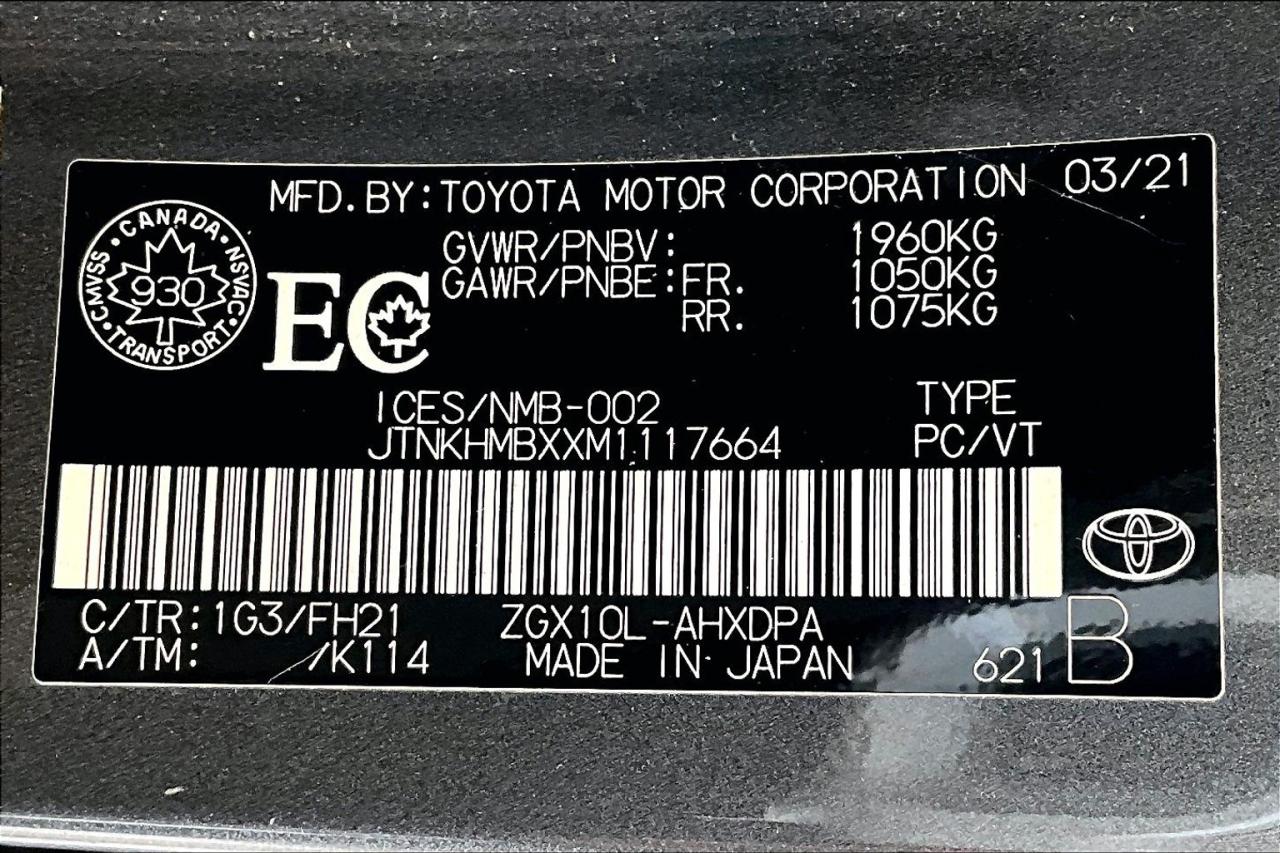 MFD. BY: TOYOTA MOTOR CORPORATION 03/21
CANADA · NSVAC · TRANSPORT · CMVSS ·
930
GVWR/PNBV: 1960KG
GAWR/PNBE: FR. 1050KG
RR. 1075KG
EC
ICES/NMB-002 TYPE
JTNKHMBXXM1117664 PC/VT
C/TR: 1G3/FH21 ZGX10L-AHXDPA
A/TM: /K114 MADE IN JAPAN 621 B